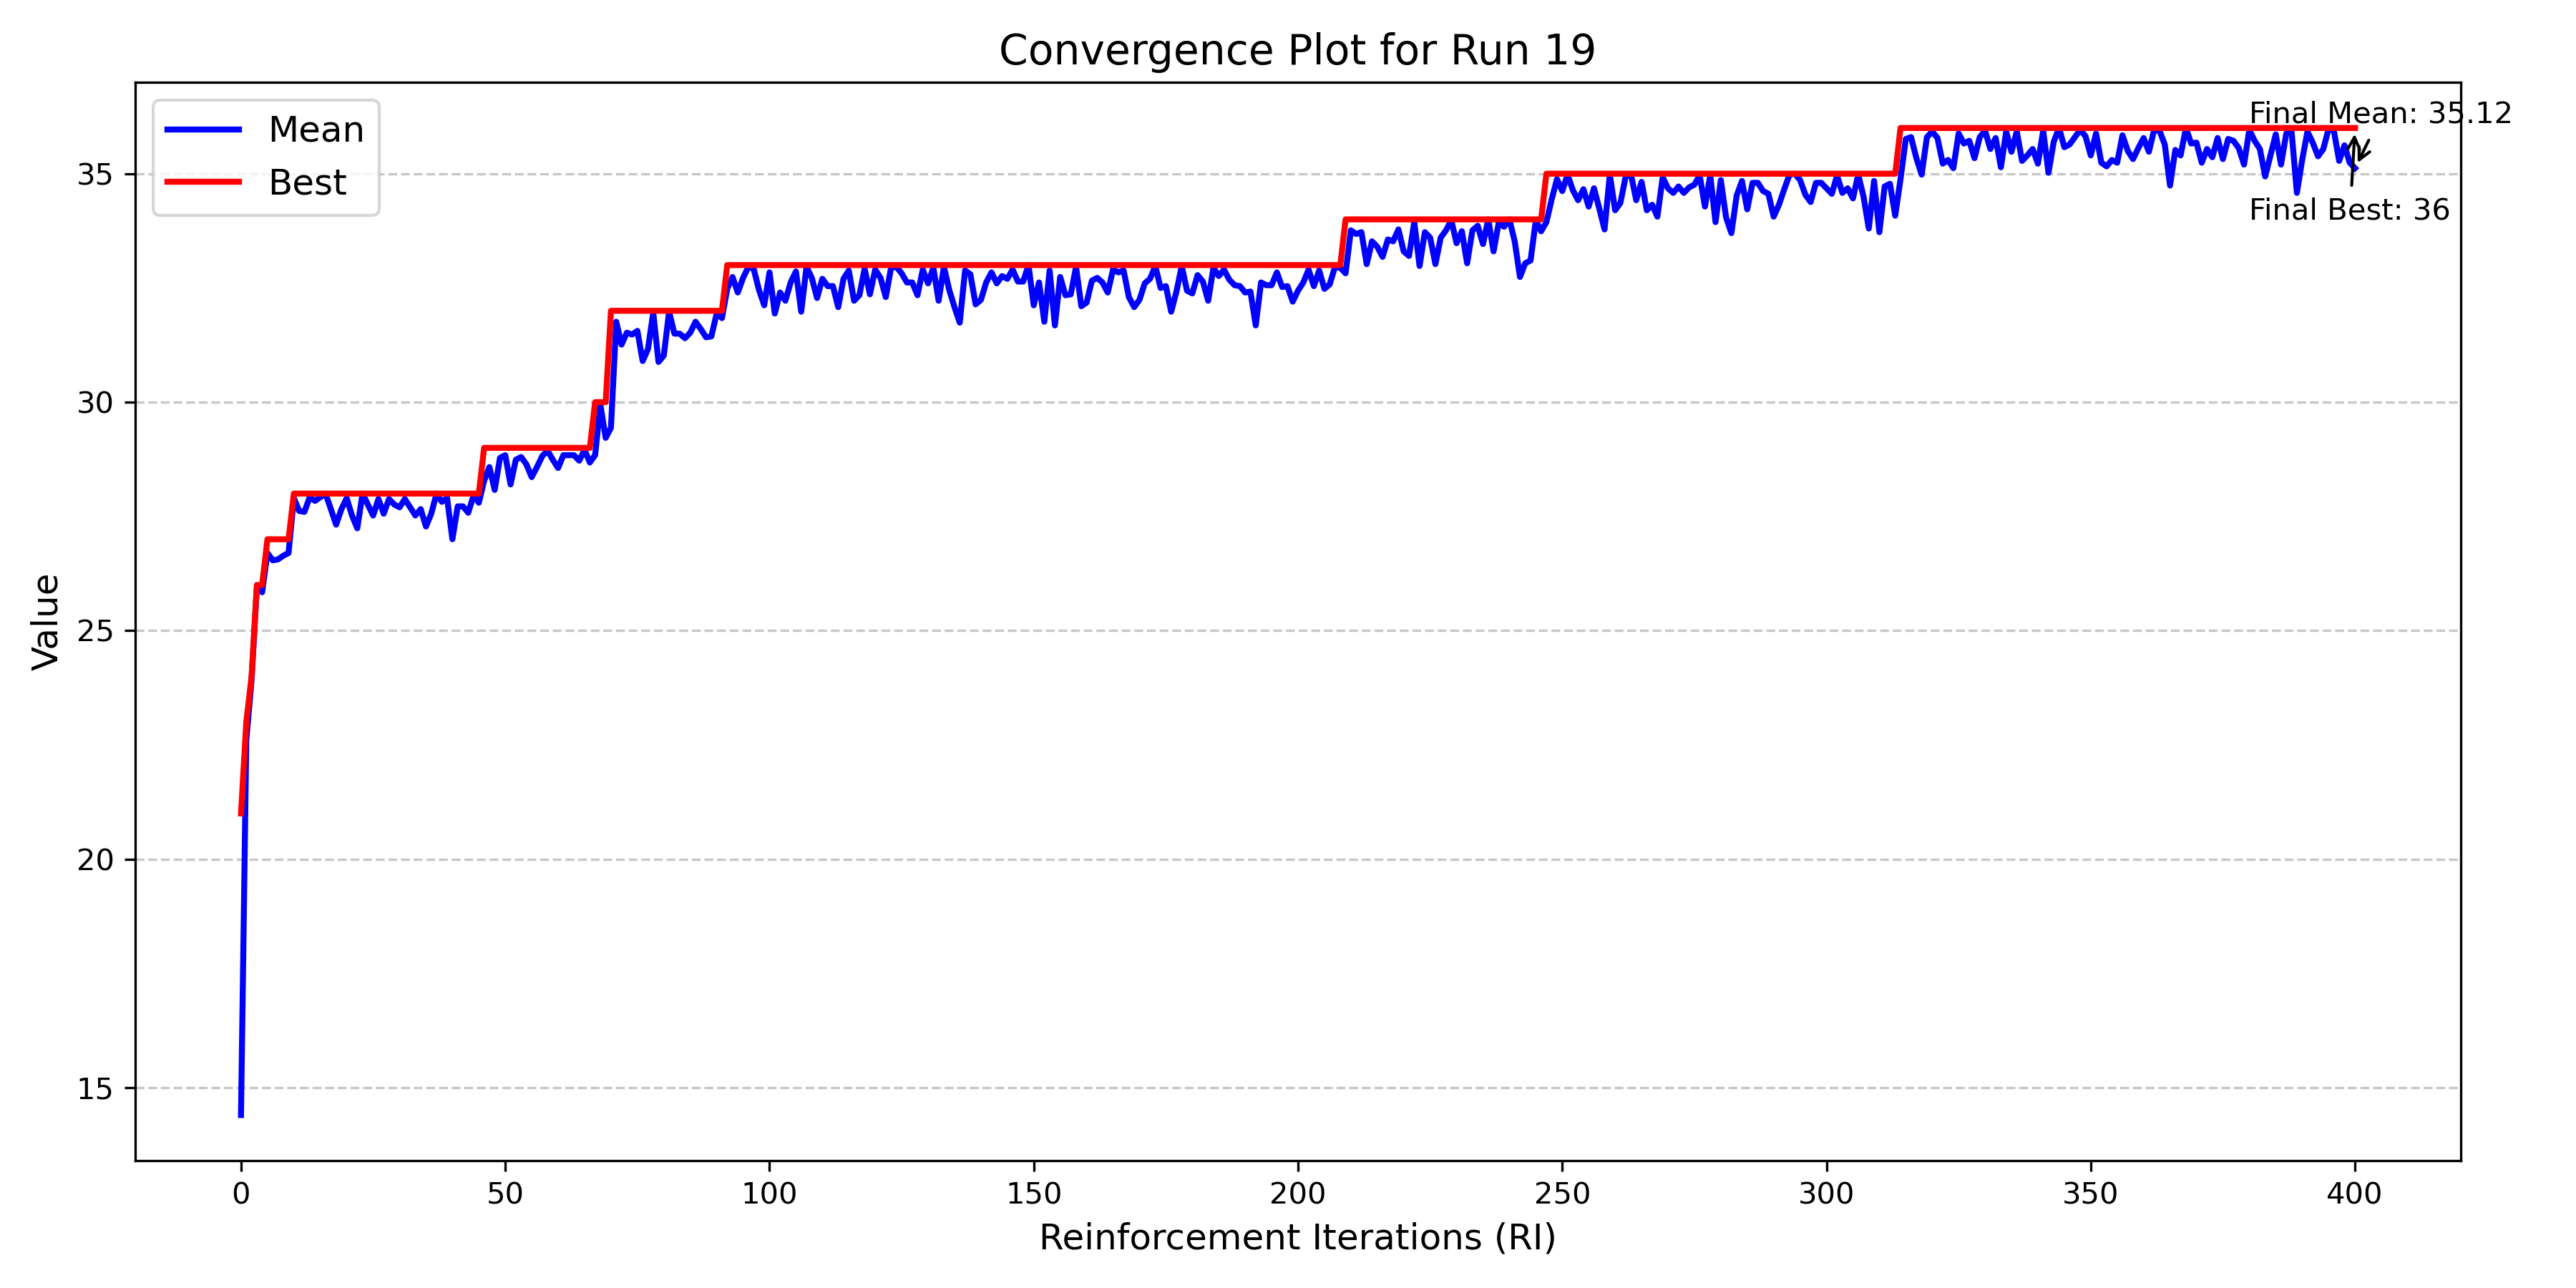 Convergence Plot for Run 19
Mean
Best
Final Mean: 35.12
Final Best: 36
Value
35
30
25
20
15
0 50 100 150 200 250 300 350 400
Reinforcement Iterations (RI)